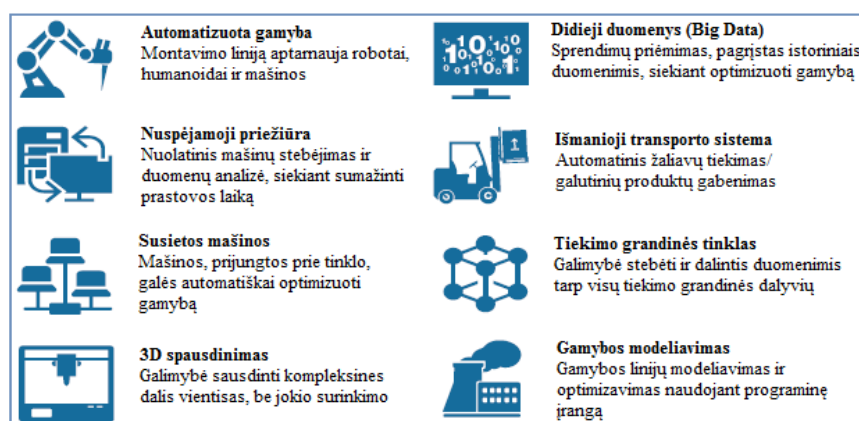 Automatizuota gamyba
Montavimo liniją aptarnauja robotai,
humanoidai ir mašinos
Didieji duomenys (Big Data)
Sprendimų priėmimas, pagrįstas istoriniais
duomenimis, siekiant optimizuoti gamybą
Nuspėjamoji priežiūra
Nuolatinis mašinų stebėjimas ir
duomenų analizė, siekiant sumažinti
prastovos laiką
Išmanioji transporto sistema
Automatinis žaliavų tiekimas/
galutinių produktų gabenimas
Susietos mašinos
Mašinos, prijungtos prie tinklo,
galės automatiškai optimizuoti
gamybą
Tiekimo grandinės tinklas
Galimybė stebėti ir dalintis duomenimis
tarp visų tiekimo grandinės dalyvių
3D spausdinimas
Galimybė sausdinti kompleksines
dalis vientisas, be jokio surinkimo
Gamybos modeliavimas
Gamybos linijų modeliavimas ir
optimizavimas naudojant programinę
įrangą